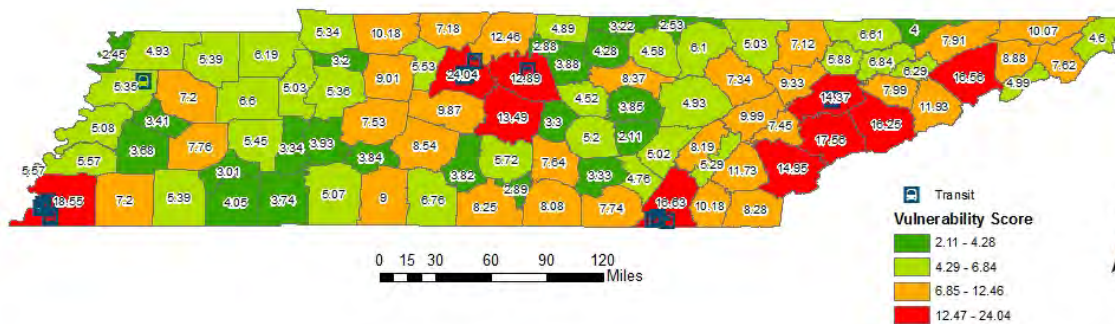 5.34 10.18 7.18 12.46 4.89 3.22 2.53 5.03 7.12 6.61 4. 7.91 10.07 4.6
2.45 4.93 5.39 6.19 3.2 9.01 5.53 24.04 2.88 12.89 3.88 4.28 4.58 6.1 5.88 6.84 6.29 16.56 8.88 7.62 4.99
5.35 7.2 6.6 5.03 5.36 8.37 7.34 9.33 14.37 7.99 11.93
5.08 3.41 7.53 9.87 13.49 4.52 3.85 4.93 9.99 7.45 17.56 16.25
5.57 3.68 7.76 5.45 3.34 3.93 3.84 8.54 3.3 5.2 2.11 5.02 8.19 5.29 11.73 14.95
5.57 3.01 3.82 5.72 7.64 3.33 4.76
18.55 7.2 5.39 4.05 3.74 5.07 9 6.76 8.25 2.89 8.08 7.74 16.63 10.18 8.28
Transit
Vulnerability Score
2.11 - 4.28
4.29 - 6.84
6.85 - 12.46
12.47 - 24.04
0 15 30 60 90 120
Miles